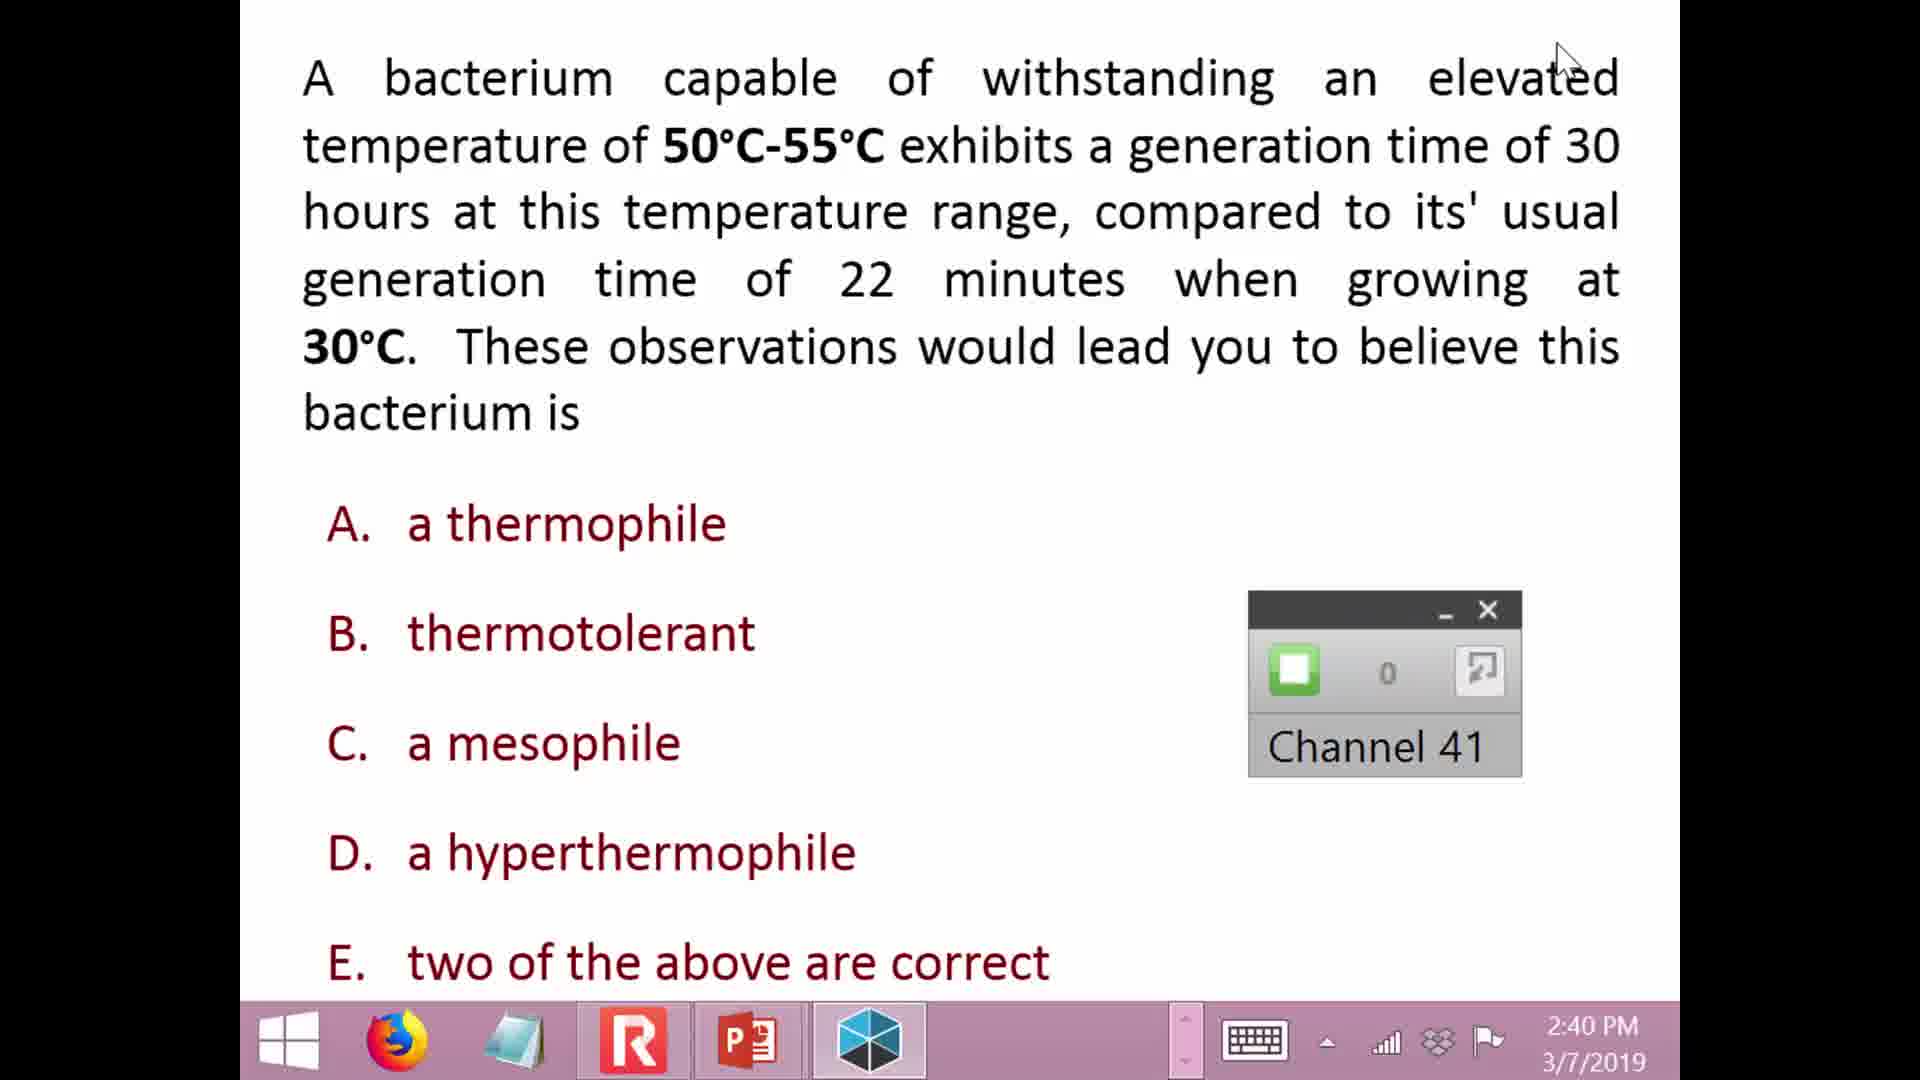 A bacterium capable of withstanding an elevated
temperature of 50°C-55°C exhibits a generation time of 30
hours at this temperature range, compared to its' usual
generation time of 22 minutes when growing at
30°C. These observations would lead you to believe this
bacterium is
A. a thermophile
B. thermotolerant
C. a mesophile
D. a hyperthermophile
E. two of the above are correct
0
Channel 41
2:40 PM
3/7/2019